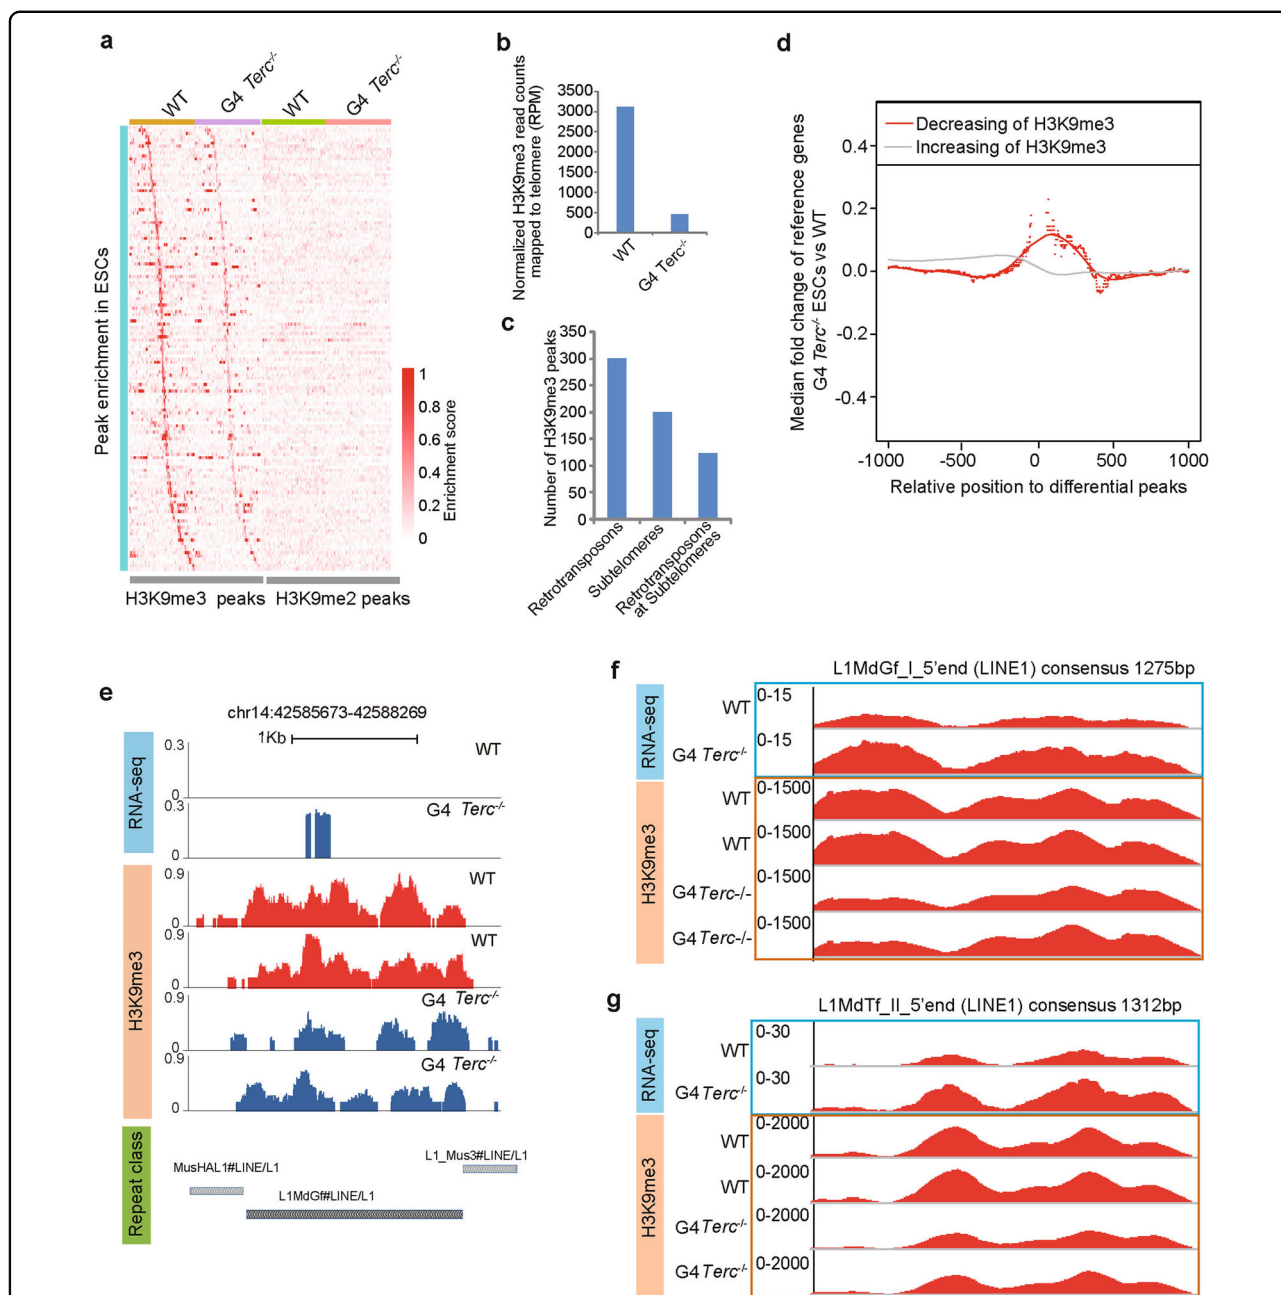 a
WT
G4 Terc-/-
WT
G4 Terc-/-
Peak enrichment in ESCs
1
0.8
0.6
0.4
0.2
0
Enrichment score
H3K9me3 peaks
H3K9me2 peaks
b
Normalized H3K9me3 read counts
mapped to telomere (RPM)
3500
3000
2500
2000
1500
1000
500
0
WT
G4 Terc-/-
c
Number of H3K9me3 peaks
350
300
250
200
150
100
50
0
Retrotransposons
Subtelomeres
Retrotransposons
at Subtelomeres
d
Median fold change of reference genes
G4 Terc-/- ESCs vs WT
Decreasing of H3K9me3
Increasing of H3K9me3
0.4
0.2
0.0
-0.2
-0.4
-1000
-500
0
500
1000
Relative position to differential peaks
e
chr14:42585673-42588269
1Kb
RNA-seq
0.3
0
WT
0.3
0
G4 Terc-/-
H3K9me3
0.9
0
WT
0.9
0
WT
0.9
0
G4 Terc-/-
0.9
0
G4 Terc-/-
Repeat class
MusHAL1#LINE/L1
L1_Mus3#LINE/L1
L1MdGf#LINE/L1
f
L1MdGf_I_5'end (LINE1) consensus 1275bp
RNA-seq
WT
0-15
G4 Terc-/-
0-15
H3K9me3
WT
0-1500
WT
0-1500
G4 Terc-/-
0-1500
G4 Terc-/-
0-1500
g
L1MdTf_II_5'end (LINE1) consensus 1312bp
RNA-seq
WT
0-30
G4 Terc-/-
0-30
H3K9me3
WT
0-2000
WT
0-2000
G4 Terc-/-
0-2000
G4 Terc-/-
0-2000